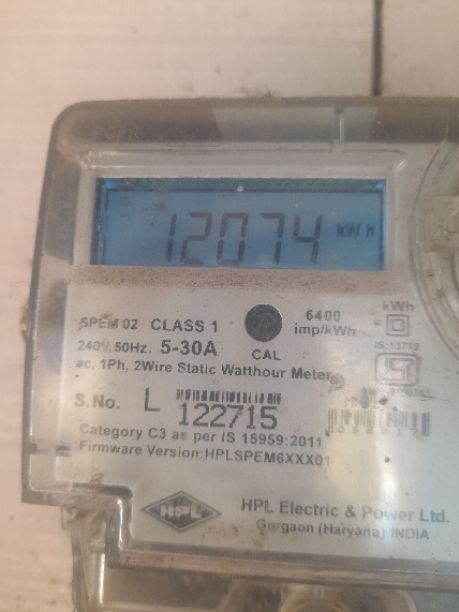 12074 kWh
SPEM 02 CLASS 1
6400
imp/kWh
kWh
240V, 50Hz, 5-30A
CAL
IS:13779
ac, 1Ph, 2Wire Static Watthour Meter
S.No. L 122715
Category C3 as per IS 15959:2011
Firmware Version:HPLSPEM6XXX01
HPL
HPL Electric & Power Ltd.
Gurgaon (Haryana) INDIA